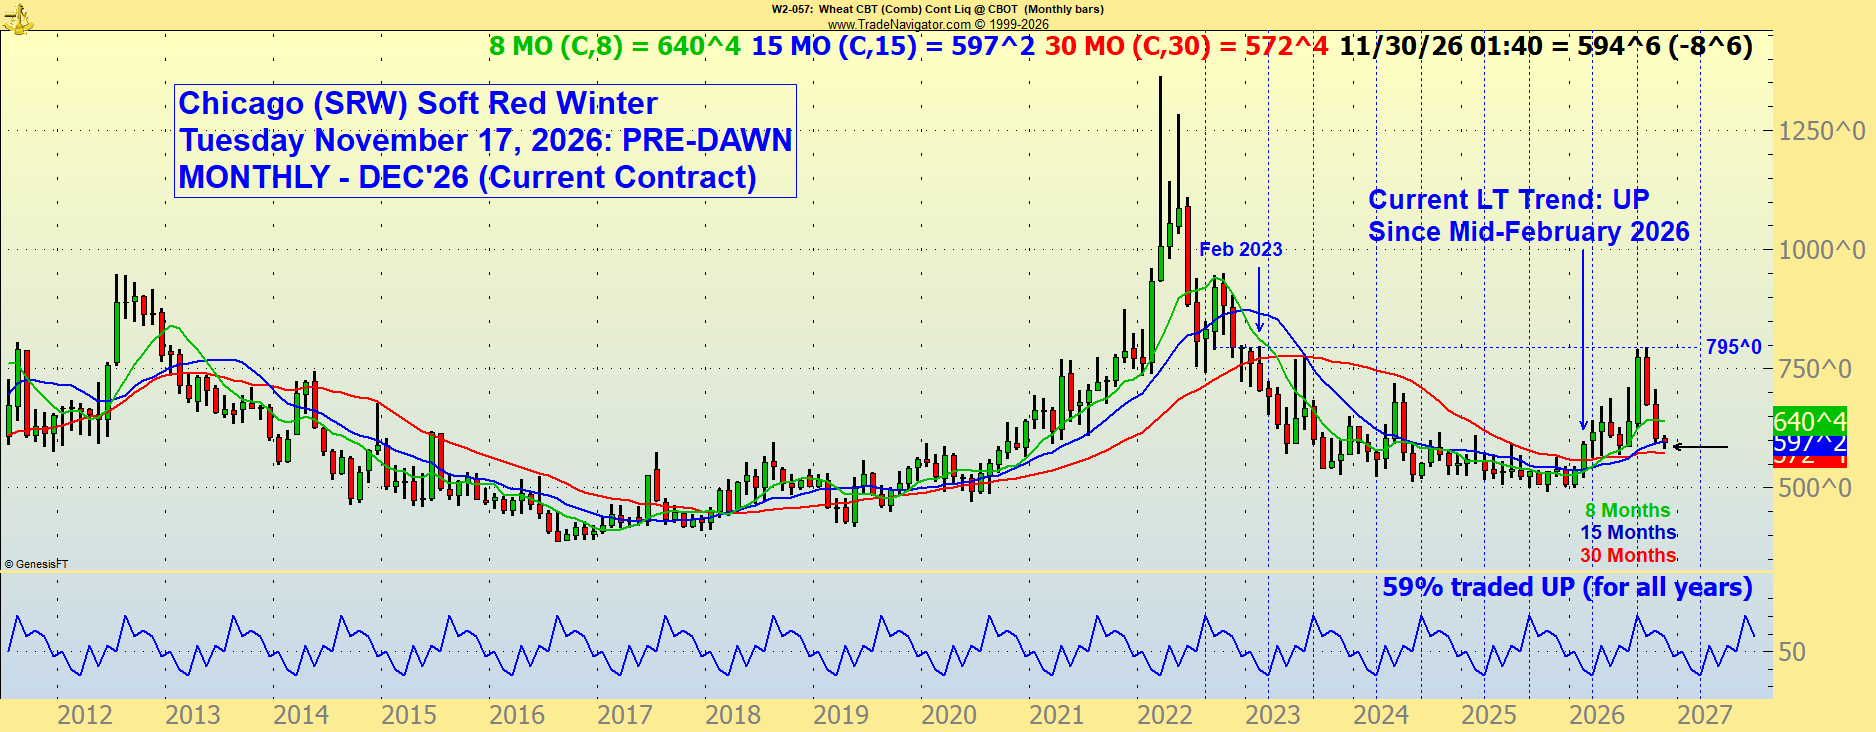 W2-057: Wheat CBT (Comb) Cont Liq @ CBOT (Monthly bars)
www.TradeNavigator.com © 1999-2026
8 MO (C,8) = 640^4 15 MO (C,15) = 597^2 30 MO (C,30) = 572^4 11/30/26 01:40 = 594^6 (-8^6)
Chicago (SRW) Soft Red Winter
Tuesday November 17, 2026: PRE-DAWN
MONTHLY - DEC'26 (Current Contract)
1250^0
Current LT Trend: UP
Since Mid-February 2026
Feb 2023
1000^0
795^0
750^0
640^4
597^2
572^4
500^0
8 Months
15 Months
30 Months
© GenesisFT
59% traded UP (for all years)
50
2012 2013 2014 2015 2016 2017 2018 2019 2020 2021 2022 2023 2024 2025 2026 2027